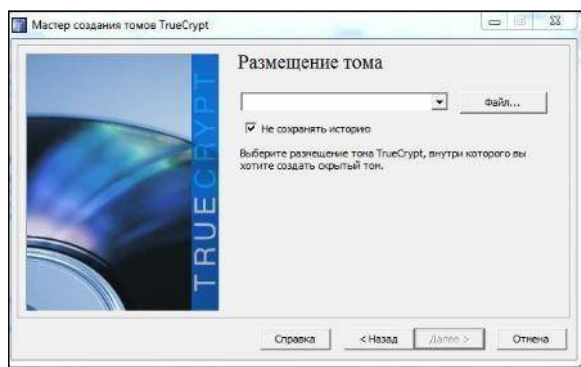 Мастер создания томов TrueCrypt
TRUECRYPT
Размещение тома
Файл...
Не сохранять историю
Выберите размещение тома TrueCrypt, внутри которого вы
хотите создать скрытый том.
Справка
< Назад
Далее >
Отмена